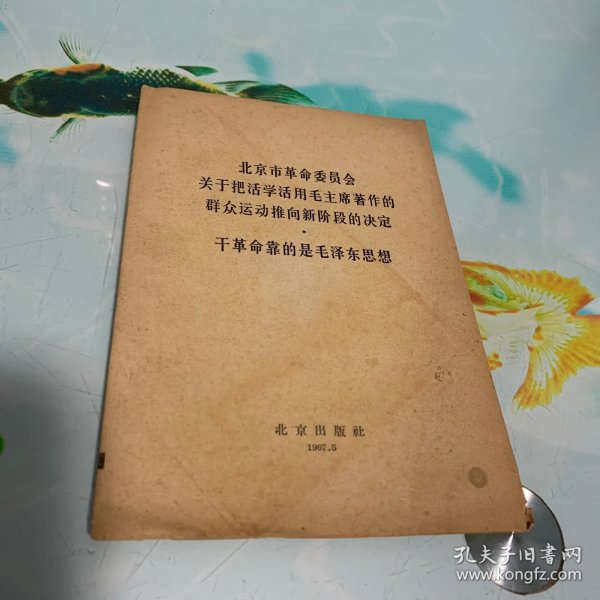 北京市革命委员会
关于把活学活用毛主席著作的
群众运动推向新阶段的决定
·
干革命靠的是毛泽东思想
北京出版社
1967.5
孔夫子旧书网
www.kongfz.com